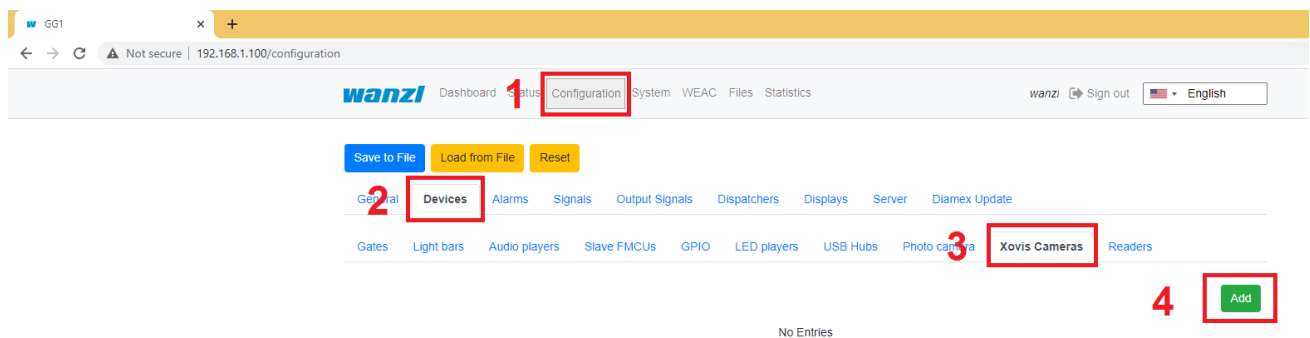 w GG1 × +
Not secure | 192.168.1.100/configuration
wanzl Dashboard 1 Status Configuration System WEAC Files Statistics wanzl Sign out English
Save to File Load from File Reset
General 2 Devices Alarms Signals Output Signals Dispatchers Displays Server Diamex Update
Gates Light bars Audio players Slave FMCUs GPIO LED players USB Hubs Photo camera 3 Xovis Cameras Readers
4 Add
No Entries